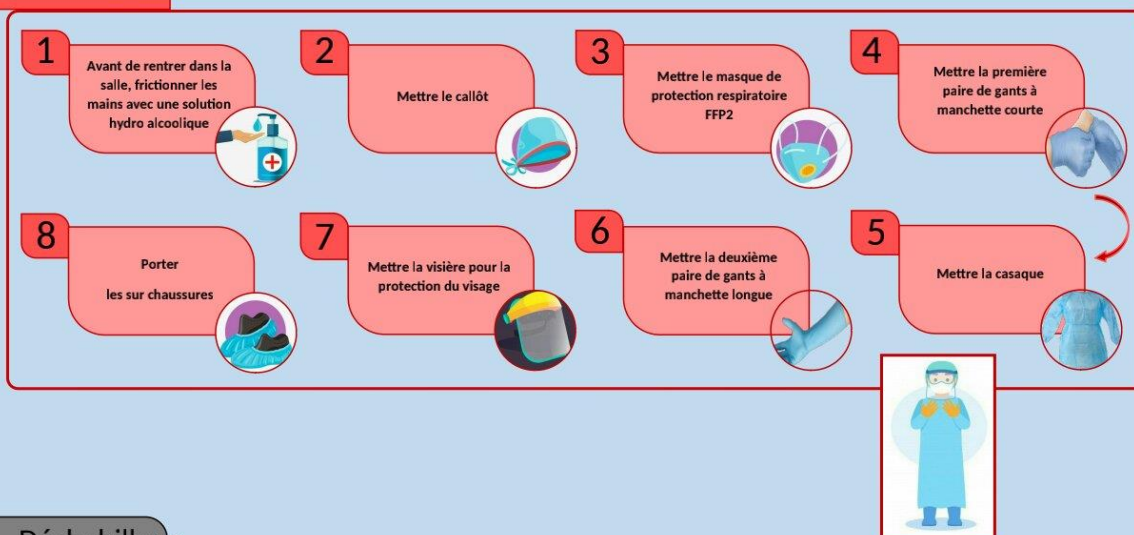 1
Avant de rentrer dans la
salle, frictionner les
mains avec une solution
hydro alcoolique
2
Mettre le callôt
3
Mettre le masque de
protection respiratoire
FFP2
4
Mettre la première
paire de gants à
manchette courte
8
Porter
les sur chaussures
7
Mettre la visière pour la
protection du visage
6
Mettre la deuxième
paire de gants à
manchette longue
5
Mettre la casaque